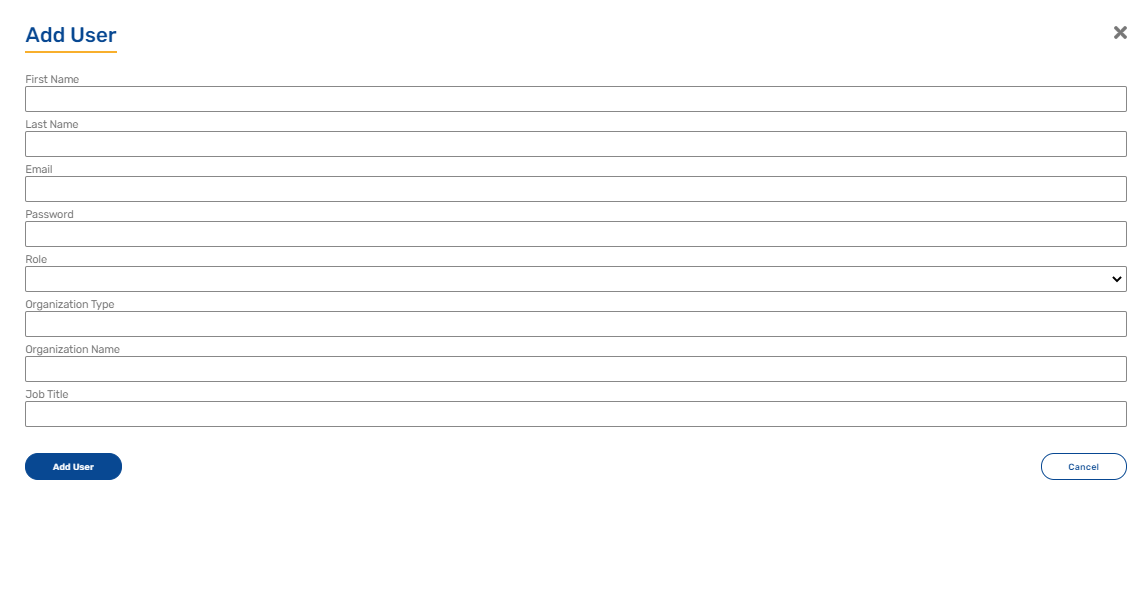 Add User
First Name
Last Name
Email
Password
Role
Organization Type
Organization Name
Job Title
Add User
Cancel